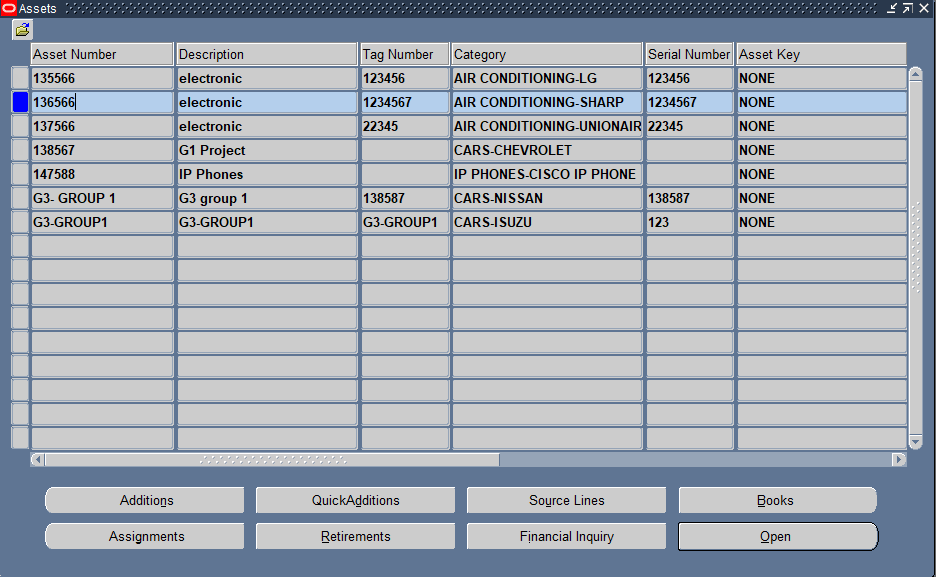 Assets
Asset Number Description Tag Number Category Serial Number Asset Key
135566 electronic 123456 AIR CONDITIONING-LG 123456 NONE
136566 electronic 1234567 AIR CONDITIONING-SHARP 1234567 NONE
137566 electronic 22345 AIR CONDITIONING-UNIONAIR 22345 NONE
138567 G1 Project CARS-CHEVROLET NONE
147588 IP Phones IP PHONES-CISCO IP PHONE NONE
G3- GROUP 1 G3 group 1 138587 CARS-NISSAN 138587 NONE
G3-GROUP1 G3-GROUP1 G3-GROUP1 CARS-ISUZU 123 NONE
Additions QuickAdditions Source Lines Books
Assignments Retirements Financial Inquiry Open